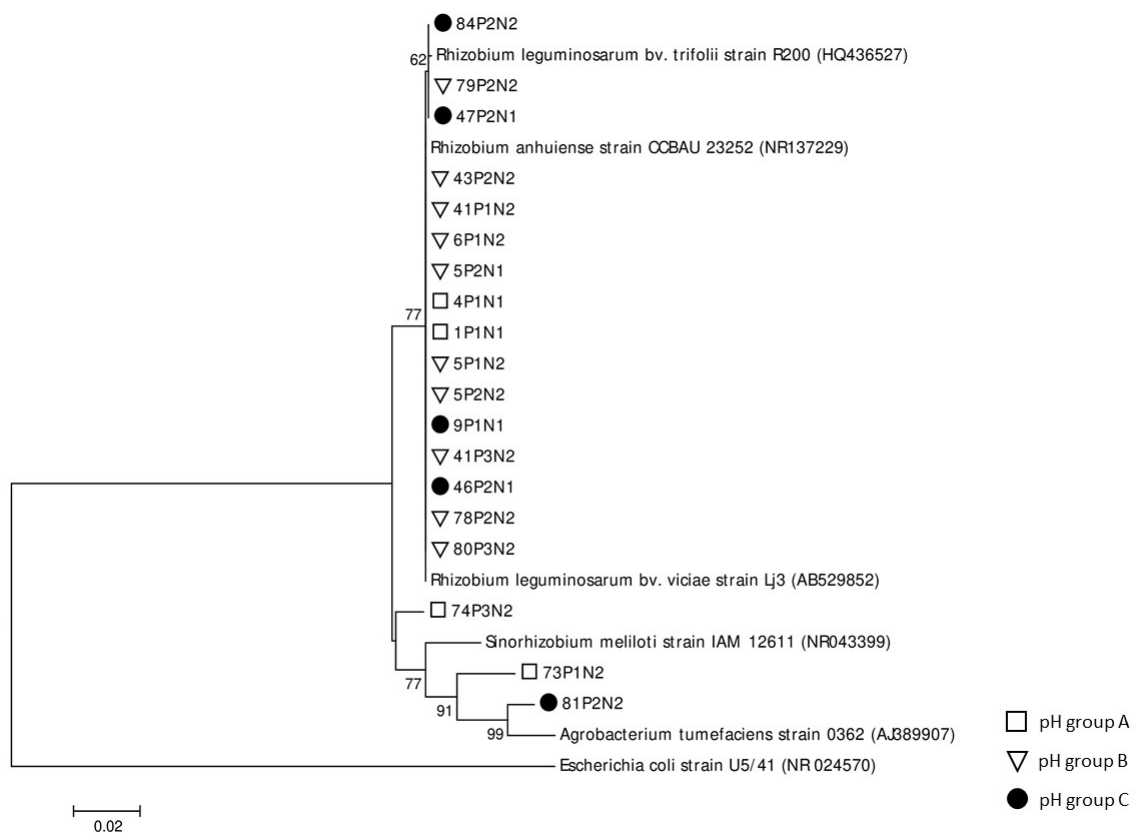 84P2N2
Rhizobium leguminosarum bv. trifolii strain R200 (HQ436527)
62
79P2N2
47P2N1
Rhizobium anhuiense strain CCBAU 23252 (NR137229)
43P2N2
41P1N2
6P1N2
5P2N1
4P1N1
77
1P1N1
5P1N2
5P2N2
9P1N1
41P3N2
46P2N1
78P2N2
80P3N2
Rhizobium leguminosarum bv. viciae strain Lj3 (AB529852)
74P3N2
Sinorhizobium meliloti strain IAM 12611 (NR043399)
73P1N2
77
81P2N2
91
99
Agrobacterium tumefaciens strain 0362 (AJ389907)
Escherichia coli strain U5/41 (NR 024570)
pH group A
pH group B
pH group C
0.02